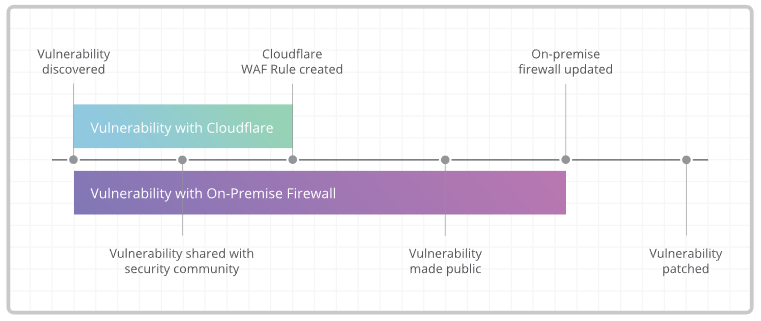 Vulnerability
discovered
Cloudflare
WAF Rule created
On-premise
firewall updated
Vulnerability with Cloudflare
Vulnerability with On-Premise Firewall
Vulnerability shared with
security community
Vulnerability
made public
Vulnerability
patched